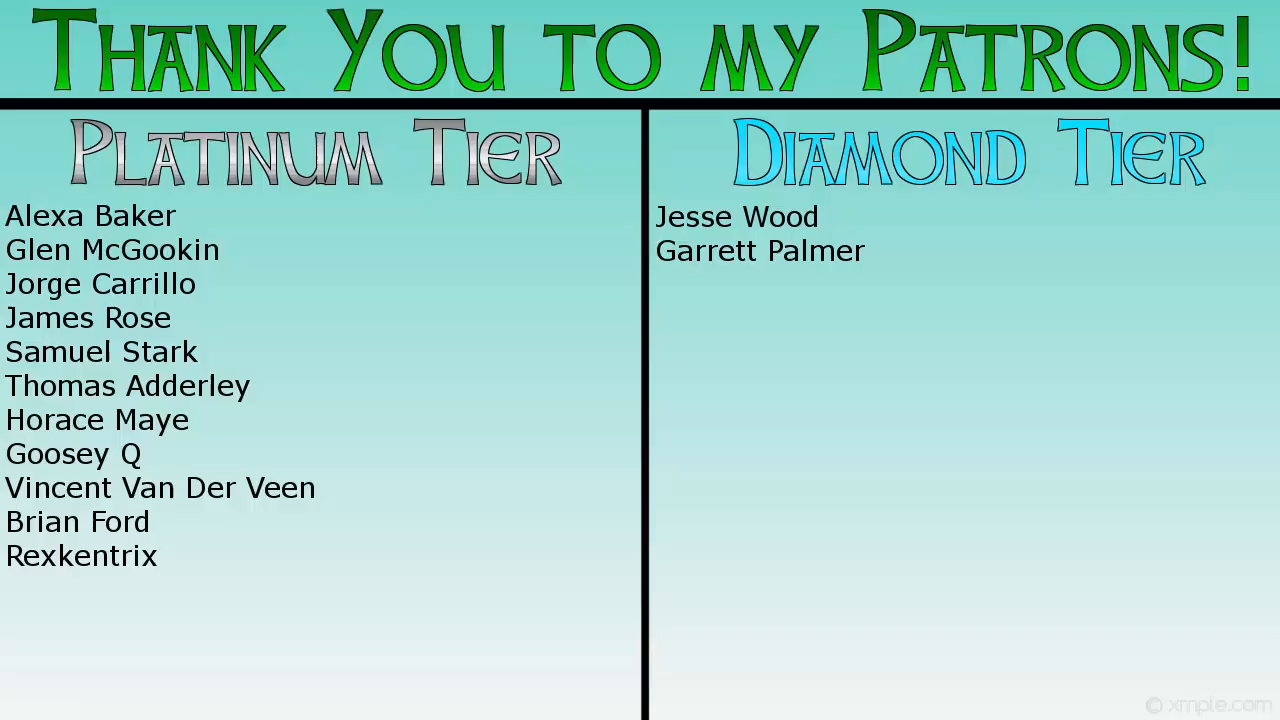 Thank You to my Patrons!
Platinum Tier
Alexa Baker
Glen McGookin
Jorge Carrillo
James Rose
Samuel Stark
Thomas Adderley
Horace Maye
Goosey Q
Vincent Van Der Veen
Brian Ford
Rexkentrix
Diamond Tier
Jesse Wood
Garrett Palmer
© xmple.com